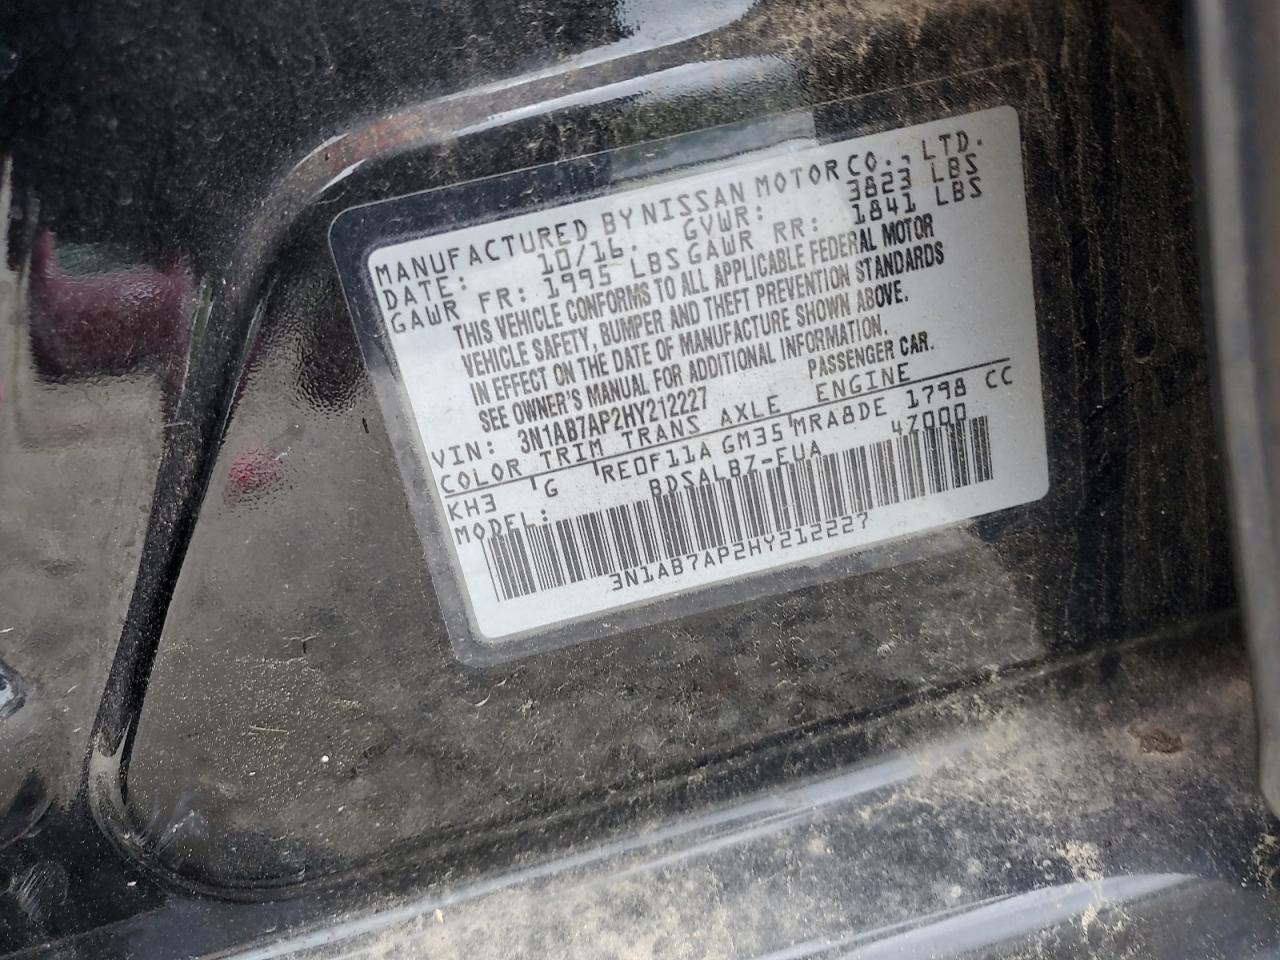 MANUFACTURED BY NISSAN MOTOR CO., LTD.
DATE: 10/16. GVWR: 3823 LBS
GAWR FR: 1995 LBS GAWR RR: 1841 LBS
THIS VEHICLE CONFORMS TO ALL APPLICABLE FEDERAL MOTOR
VEHICLE SAFETY, BUMPER AND THEFT PREVENTION STANDARDS
IN EFFECT ON THE DATE OF MANUFACTURE SHOWN ABOVE.
SEE OWNER'S MANUAL FOR ADDITIONAL INFORMATION.
VIN: 3N1AB7AP2HY212227 PASSENGER CAR.
COLOR TRIM TRANS AXLE ENGINE
KH3 G RE0F11A GM35 MRA8DE 1798 CC
MODEL: BDSALBZ-EUA 4Z000
3N1AB7AP2HY212227